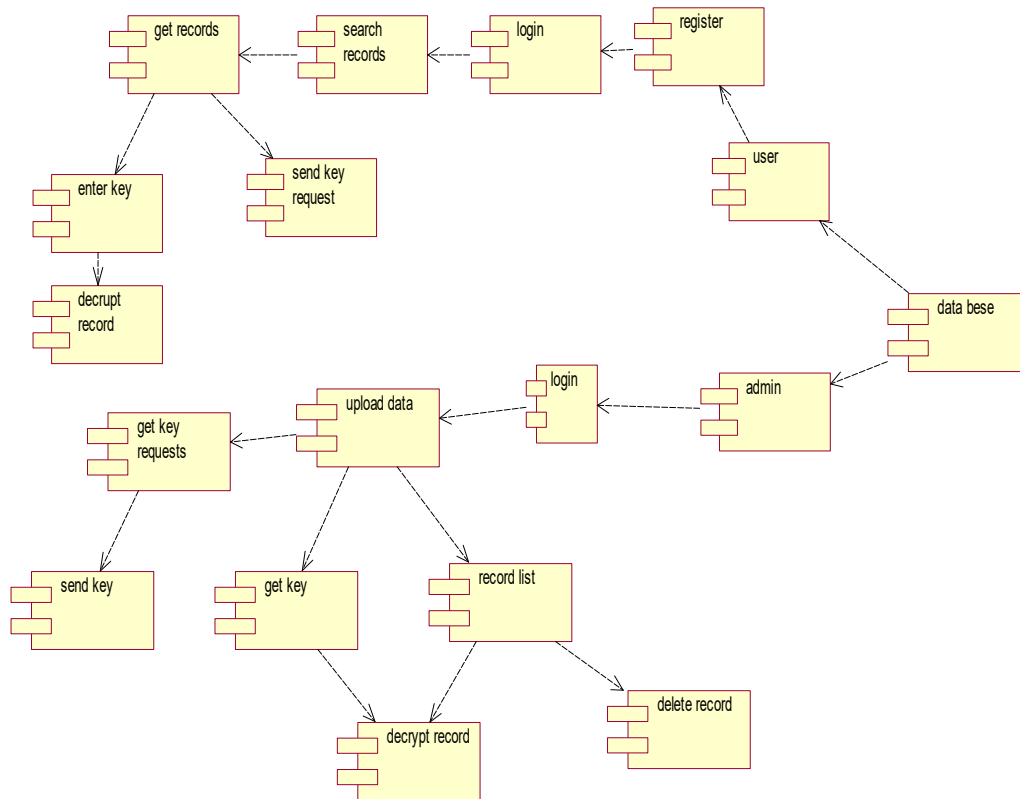 get records
search
records
login
register
user
enter key
send key
request
decrupt
record
data bese
login
admin
upload data
get key
requests
send key
get key
record list
delete record
decrypt record